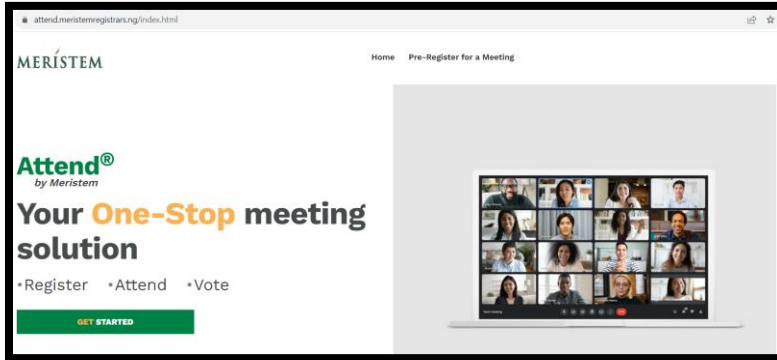 attend.meristemregistrars.ng/index.html
MERÍSTEM
Home Pre-Register for a Meeting
Attend®
by Meristem
Your One-Stop meeting
solution
•Register •Attend •Vote
GET STARTED